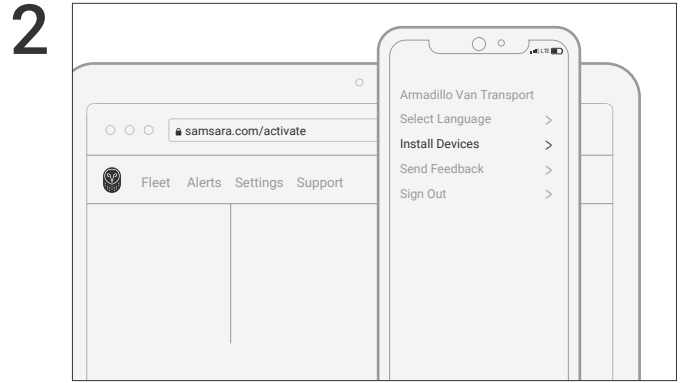 2
LTE
samsara.com/activate
Fleet Alerts Settings Support
Armadillo Van Transport
Select Language >
Install Devices >
Send Feedback >
Sign Out >